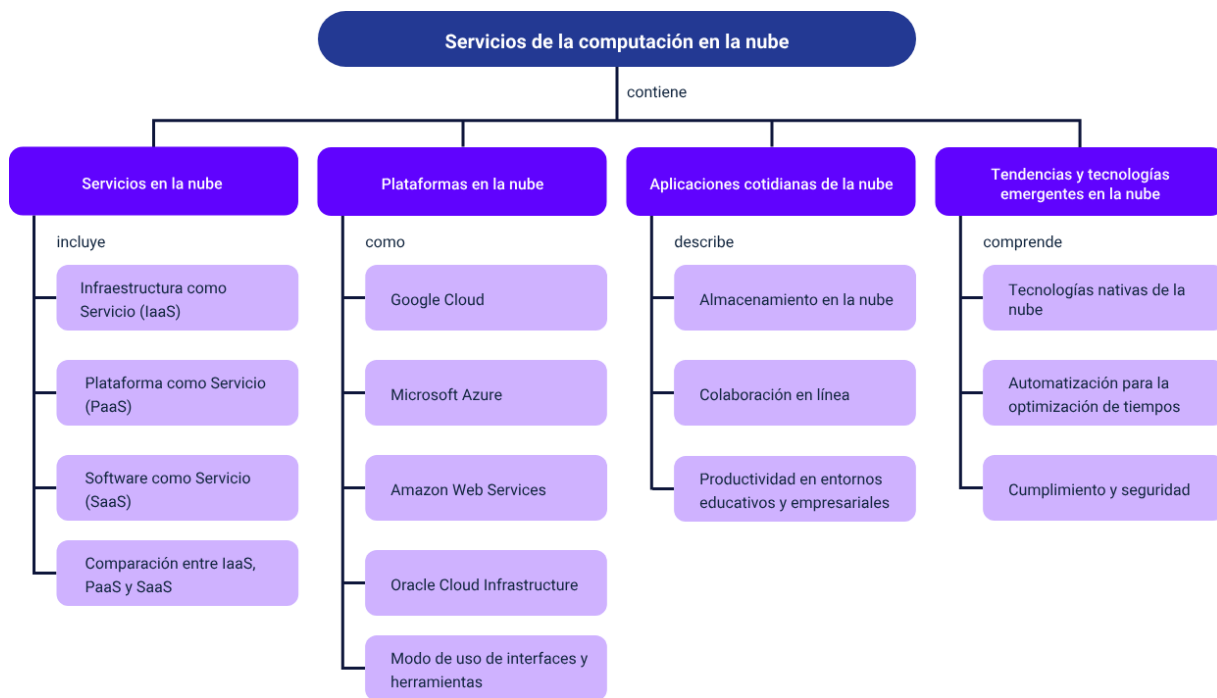 Servicios de la computación en la nube
contiene
Servicios en la nube
incluye
Infraestructura como
Servicio (IaaS)
Plataforma como Servicio
(PaaS)
Software como Servicio
(SaaS)
Comparación entre IaaS,
PaaS y SaaS
Plataformas en la nube
como
Google Cloud
Microsoft Azure
Amazon Web Services
Oracle Cloud Infrastructure
Modo de uso de interfaces y
herramientas
Aplicaciones cotidianas de la nube
describe
Almacenamiento en la nube
Colaboración en línea
Productividad en entornos
educativos y empresariales
Tendencias y tecnologías
emergentes en la nube
comprende
Tecnologías nativas de la
nube
Automatización para la
optimización de tiempos
Cumplimiento y seguridad